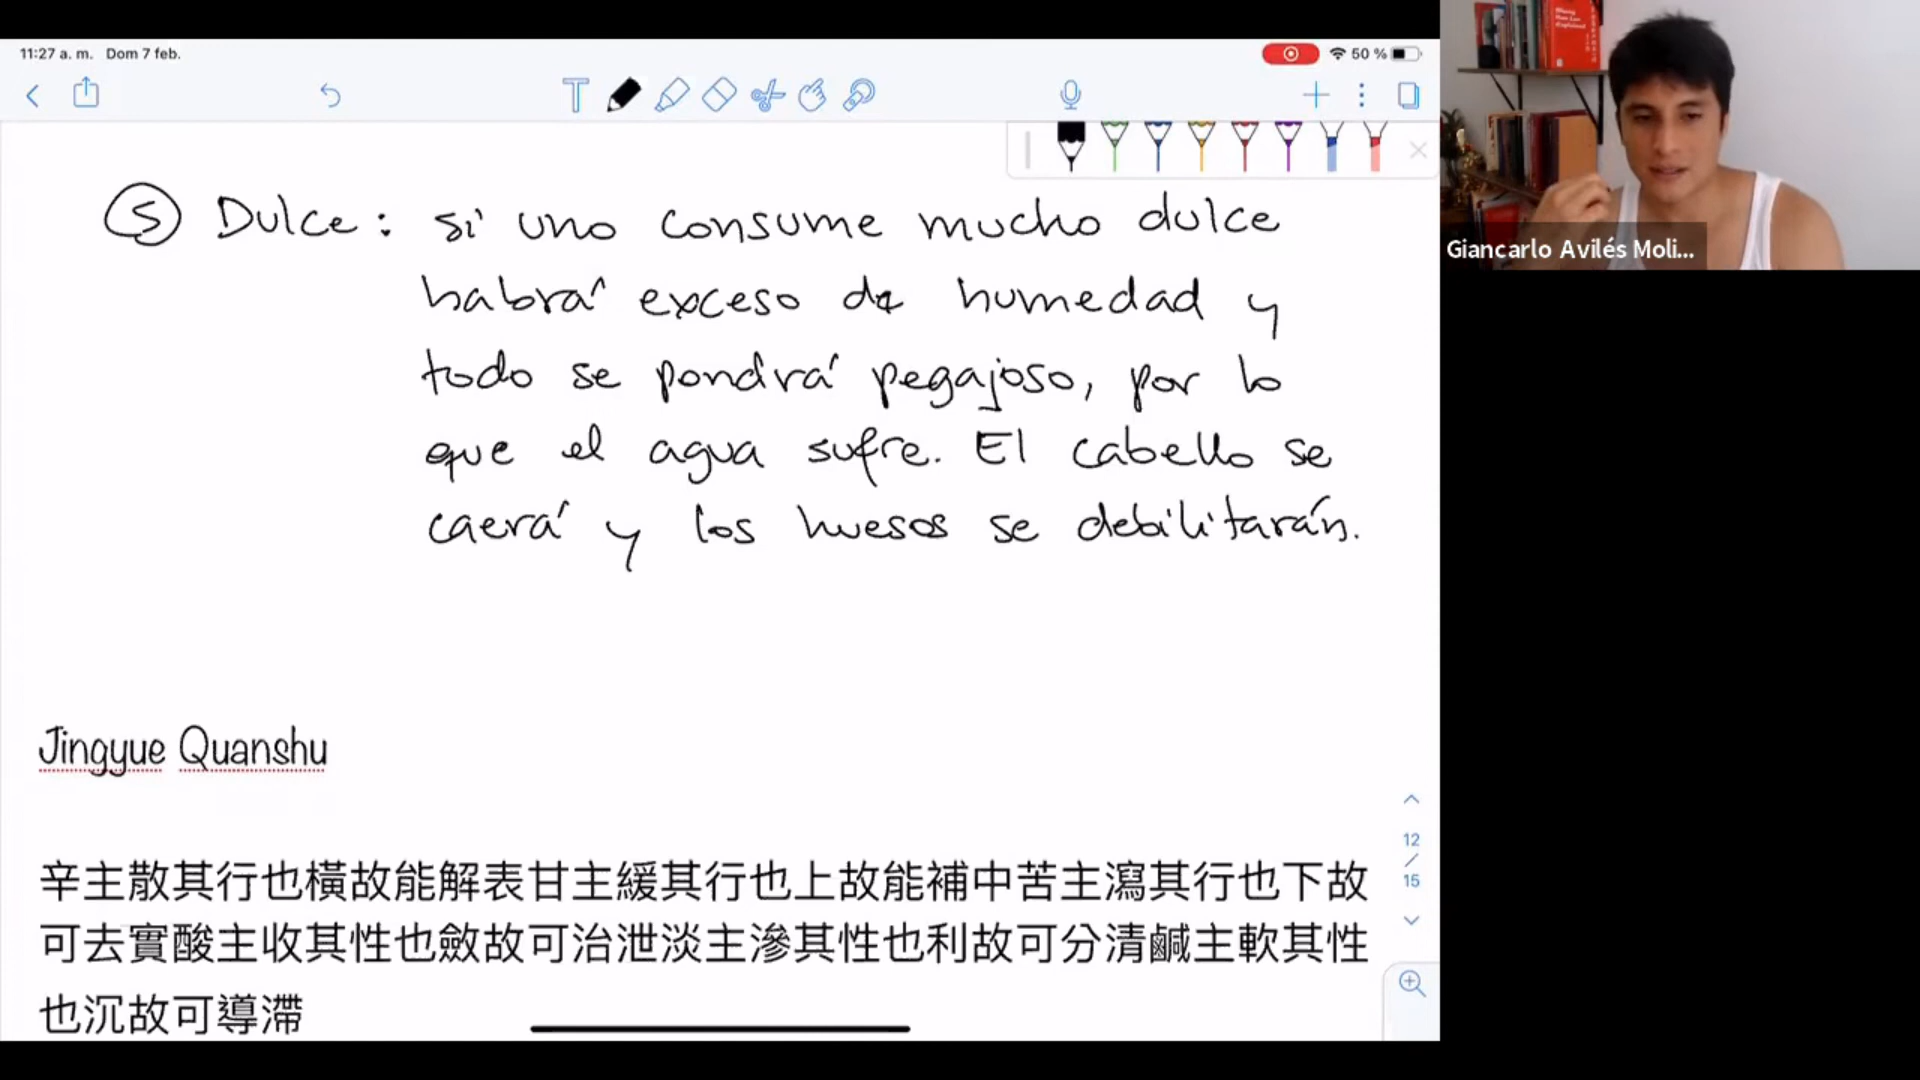 11:27 a. m. Dom 7 feb.
50 %
T
5 Dulce: si uno consume mucho dulce
habrá exceso de humedad y
todo se pondrá pegajoso, por lo
que el agua sufre. El cabello se
caerá y los huesos se debilitarán.
Jingyue Quanshu
辛主散其行也橫故能解表甘主緩其行也上故能補中苦主瀉其行也下故
可去實酸主收其性也斂故可治泄淡主滲其性也利故可分清鹹主軟其性
也沉故可導滯
12
/
15
Giancarlo Avilés Moli...